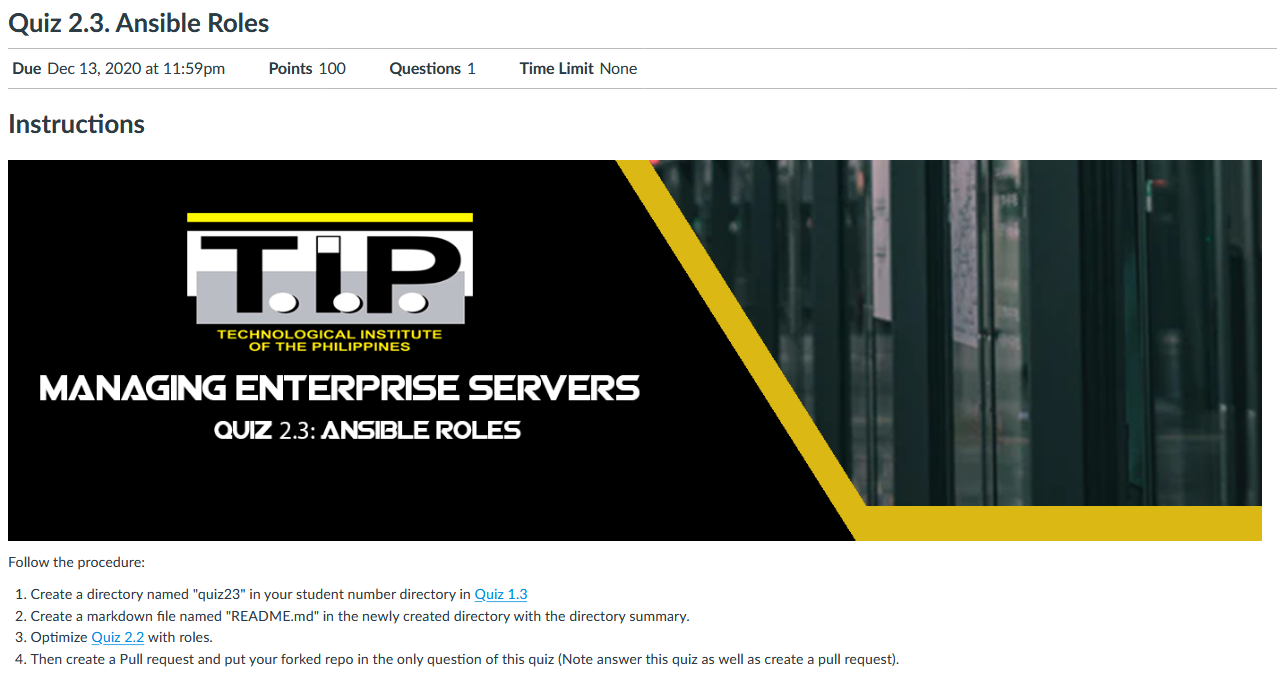 Quiz 2.3. Ansible Roles
Due Dec 13, 2020 at 11:59pm Points 100 Questions 1 Time Limit None
Instructions
T.I.P.
TECHNOLOGICAL INSTITUTE
OF THE PHILIPPINES
MANAGING ENTERPRISE SERVERS
QUIZ 2.3: ANSIBLE ROLES
Follow the procedure:
1. Create a directory named "quiz23" in your student number directory in Quiz 1.3
2. Create a markdown file named "README.md" in the newly created directory with the directory summary.
3. Optimize Quiz 2.2 with roles.
4. Then create a Pull request and put your forked repo in the only question of this quiz (Note answer this quiz as well as create a pull request).